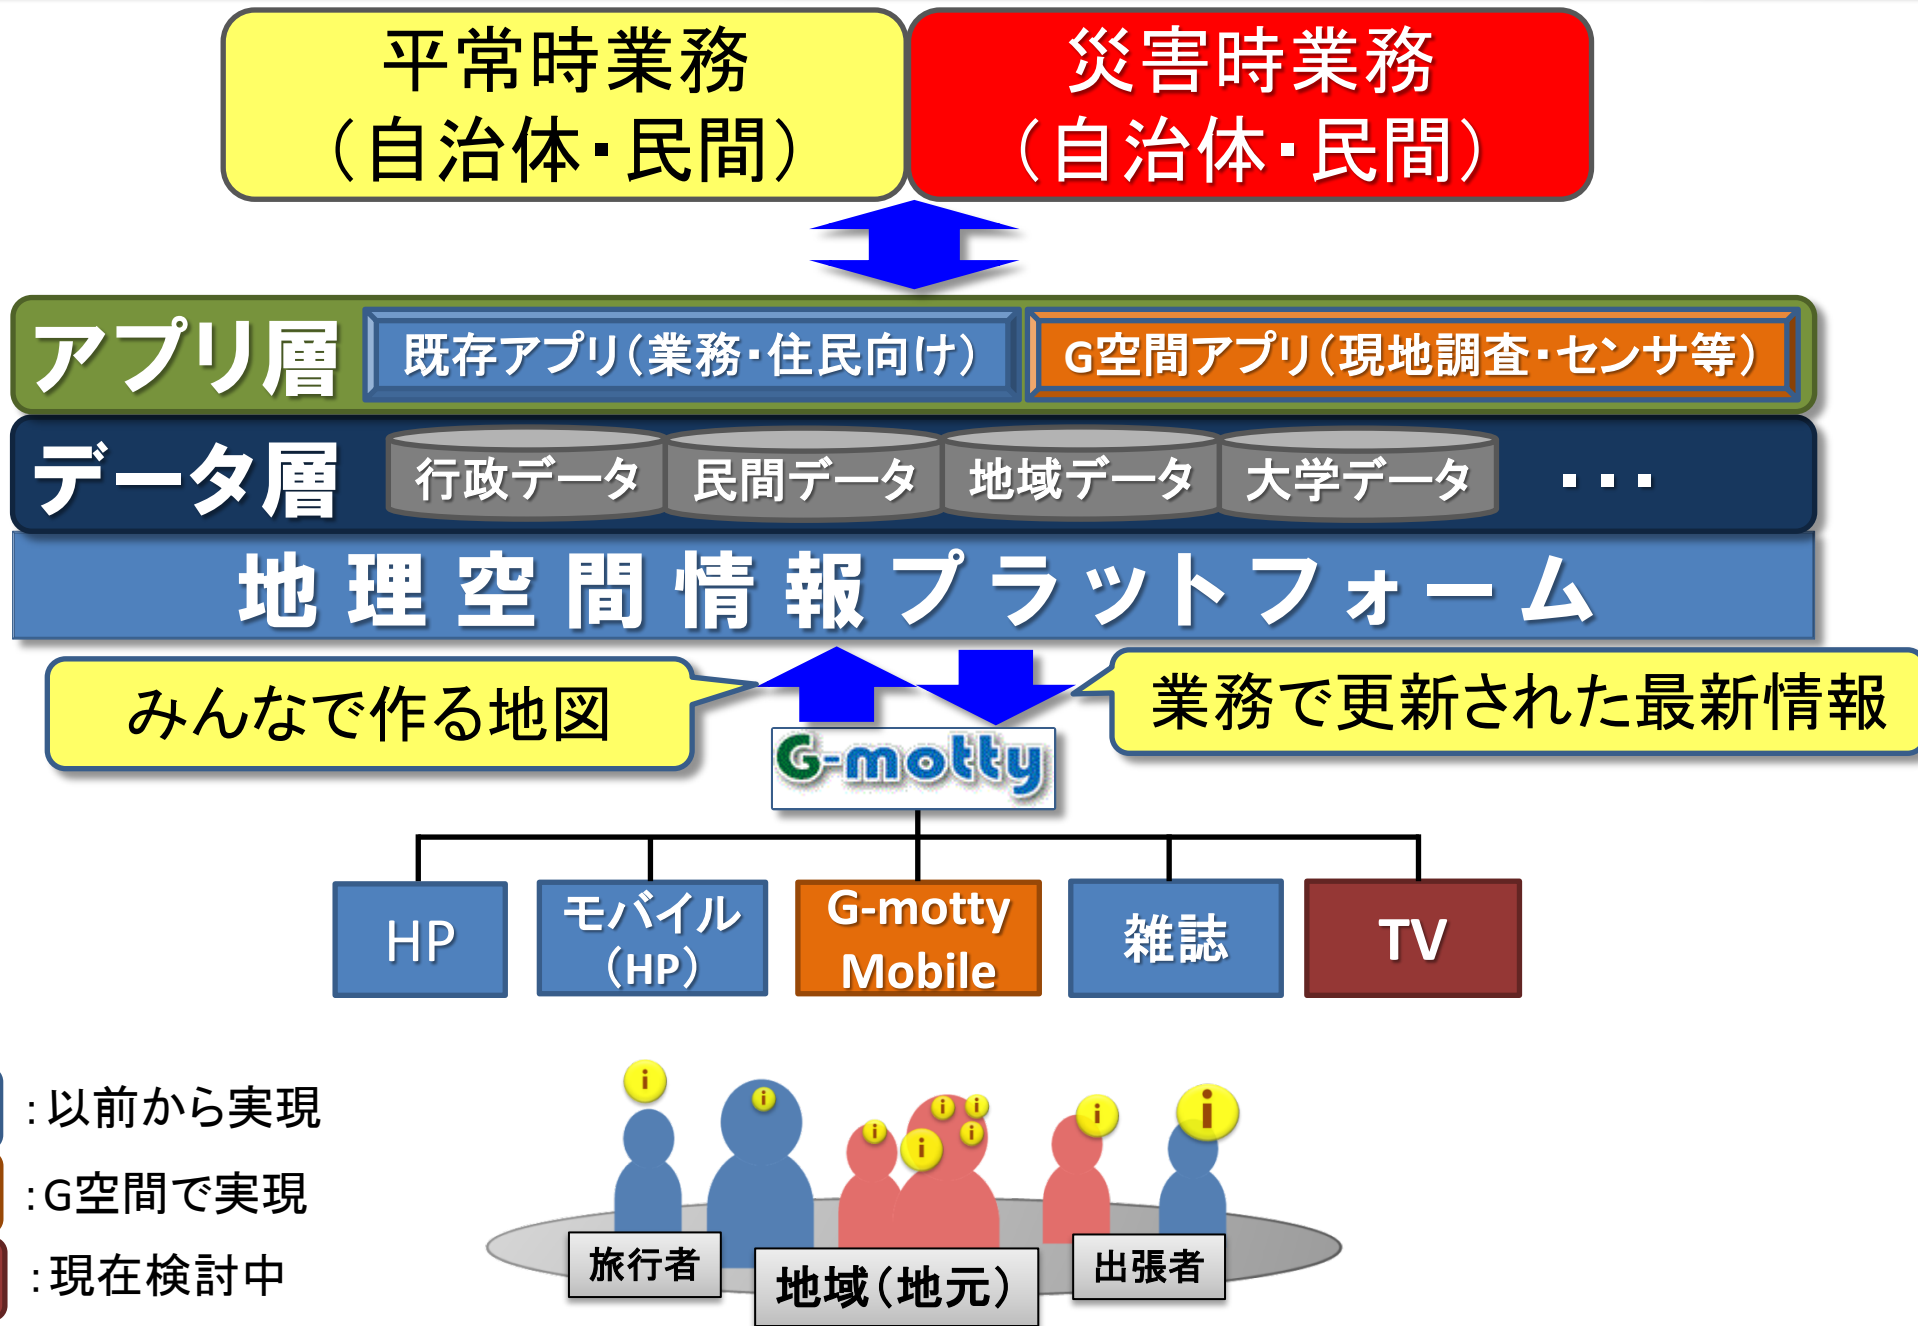 平常時業務
（自治体・民間）
災害時業務
（自治体・民間）
アプリ層
既存アプリ（業務・住民向け）
G空間アプリ（現地調査・センサ等）
データ層
行政データ
民間データ
地域データ
大学データ
・・・
地理空間情報プラットフォーム
みんなで作る地図
業務で更新された最新情報
G-motty
HP
モバイル
（HP）
G-motty
Mobile
雑誌
TV
：以前から実現
：G空間で実現
：現在検討中
i
i
i
i
i
i
i
i
i
旅行者
地域（地元）
出張者